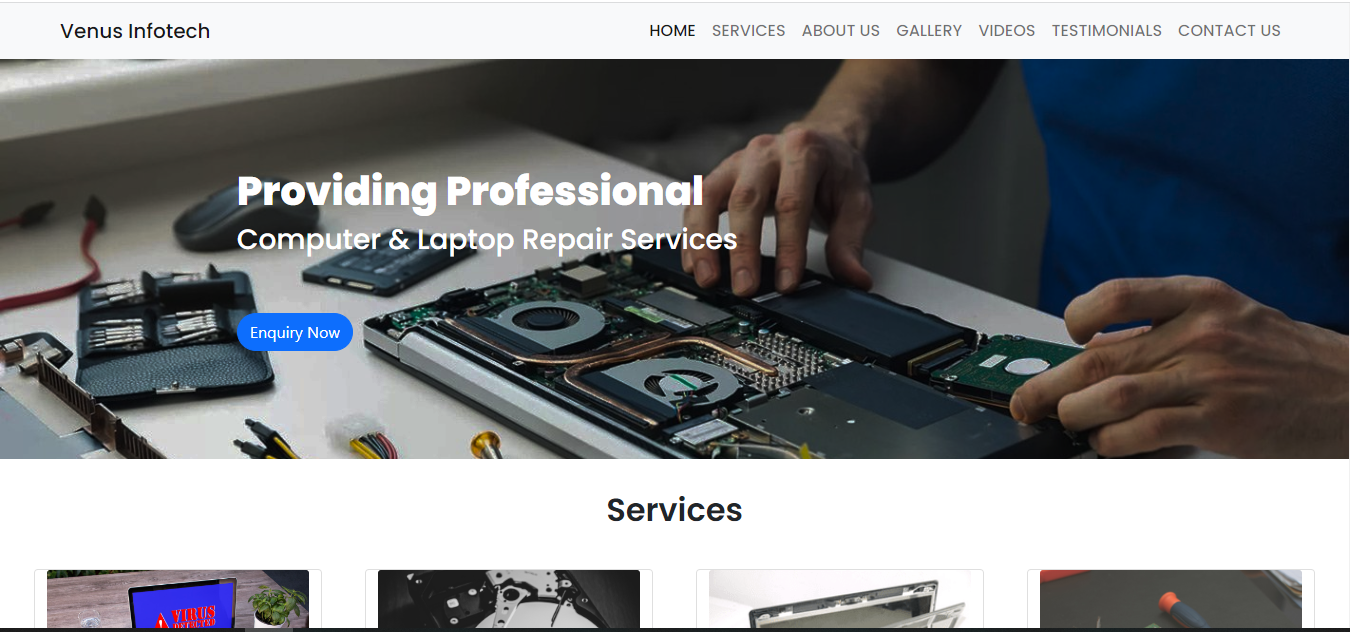 Venus Infotech
HOME SERVICES ABOUT US GALLERY VIDEOS TESTIMONIALS CONTACT US
Providing Professional
Computer & Laptop Repair Services
Enquiry Now
Services
VIRUS
DETECTED